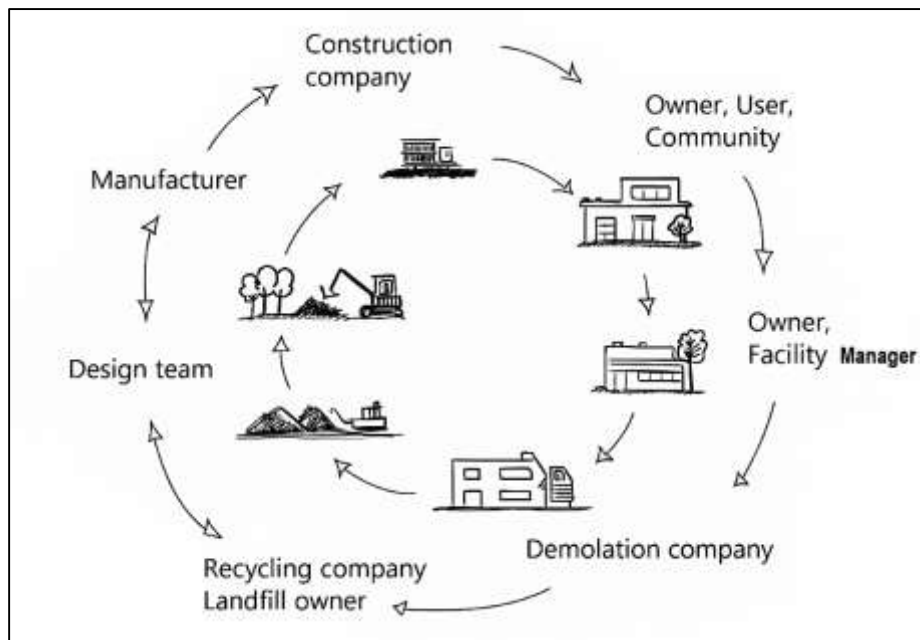 Construction
company
Owner, User,
Community
Manufacturer
Owner,
Facility Manager
Design team
Demolation company
Recycling company
Landfill owner